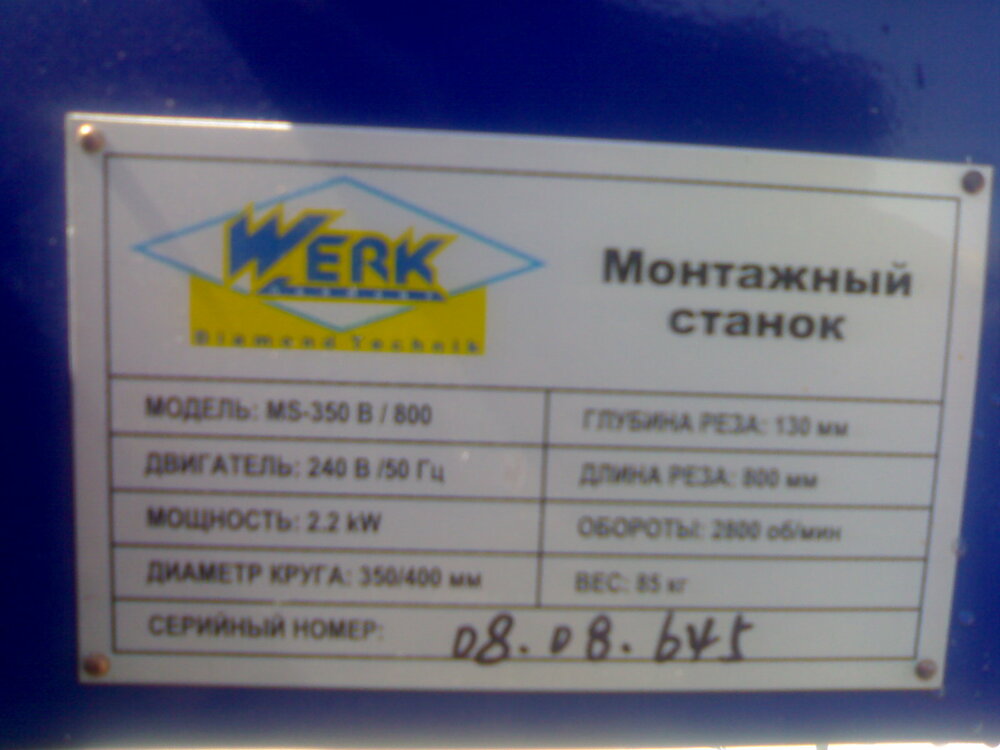 WERK
Diamond Technik
Монтажный
станок
МОДЕЛЬ: MS-350 B / 800
ГЛУБИНА РЕЗА: 130 мм
ДВИГАТЕЛЬ: 240 В /50 Гц
ДЛИНА РЕЗА: 800 мм
МОЩНОСТЬ: 2.2 kW
ОБОРОТЫ: 2800 об/мин
ДИАМЕТР КРУГА: 350/400 мм
ВЕС: 85 кг
СЕРИЙНЫЙ НОМЕР: 08.08.645